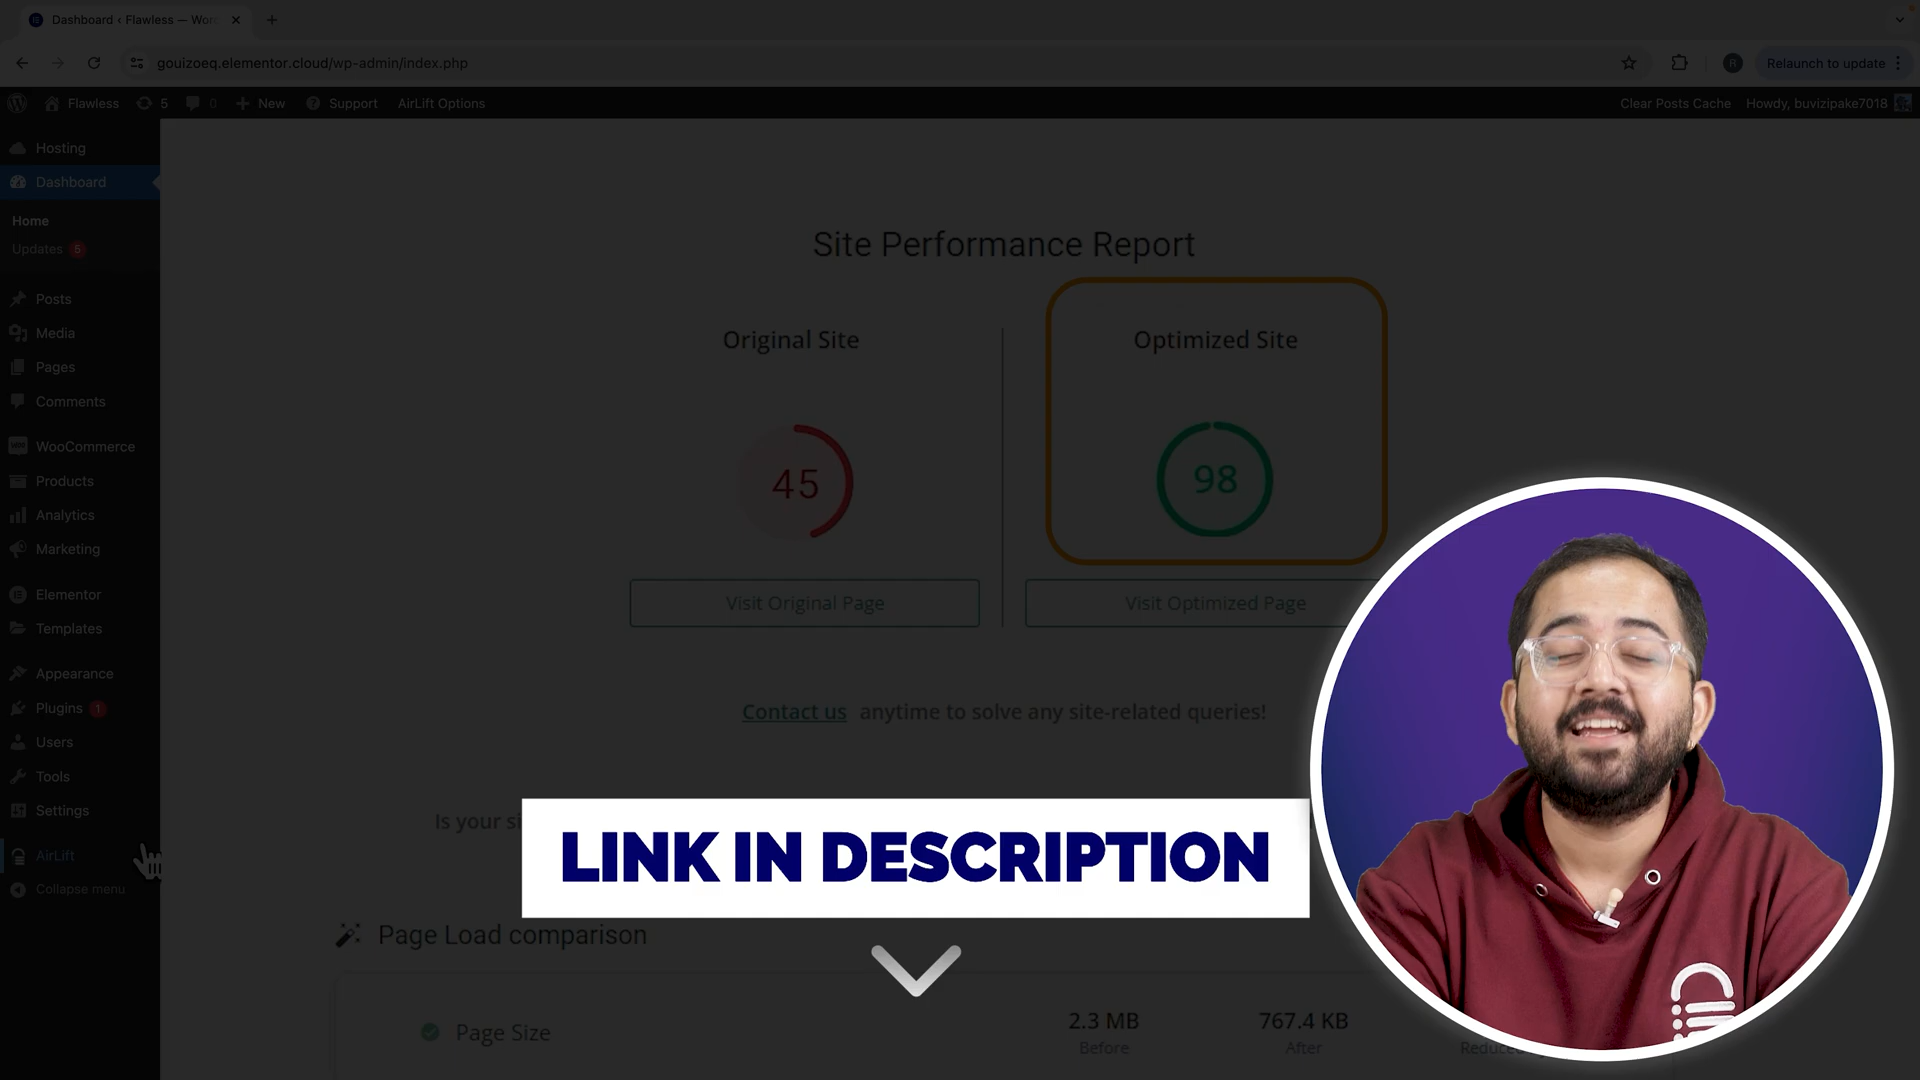 Dashboard ‹ Flawless — Wor
gouizoeq.elementor.cloud/wp-admin/index.php
R
Relaunch to update
Flawless
5
0
New
Support
AirLift Options
Clear Posts Cache
Howdy, buvizipake7018
Hosting
Dashboard
Home
Updates 5
Posts
Media
Pages
Comments
WooCommerce
Products
Analytics
Marketing
Elementor
Templates
Appearance
Plugins 1
Users
Tools
Settings
AirLift
Collapse menu
Site Performance Report
Original Site
Optimized Site
45
98
Visit Original Page
Visit Optimized Page
Contact us anytime to solve any site-related queries!
Is your
LINK IN DESCRIPTION
Page Load comparison
Page Size
2.3 MB
Before
767.4 KB
After